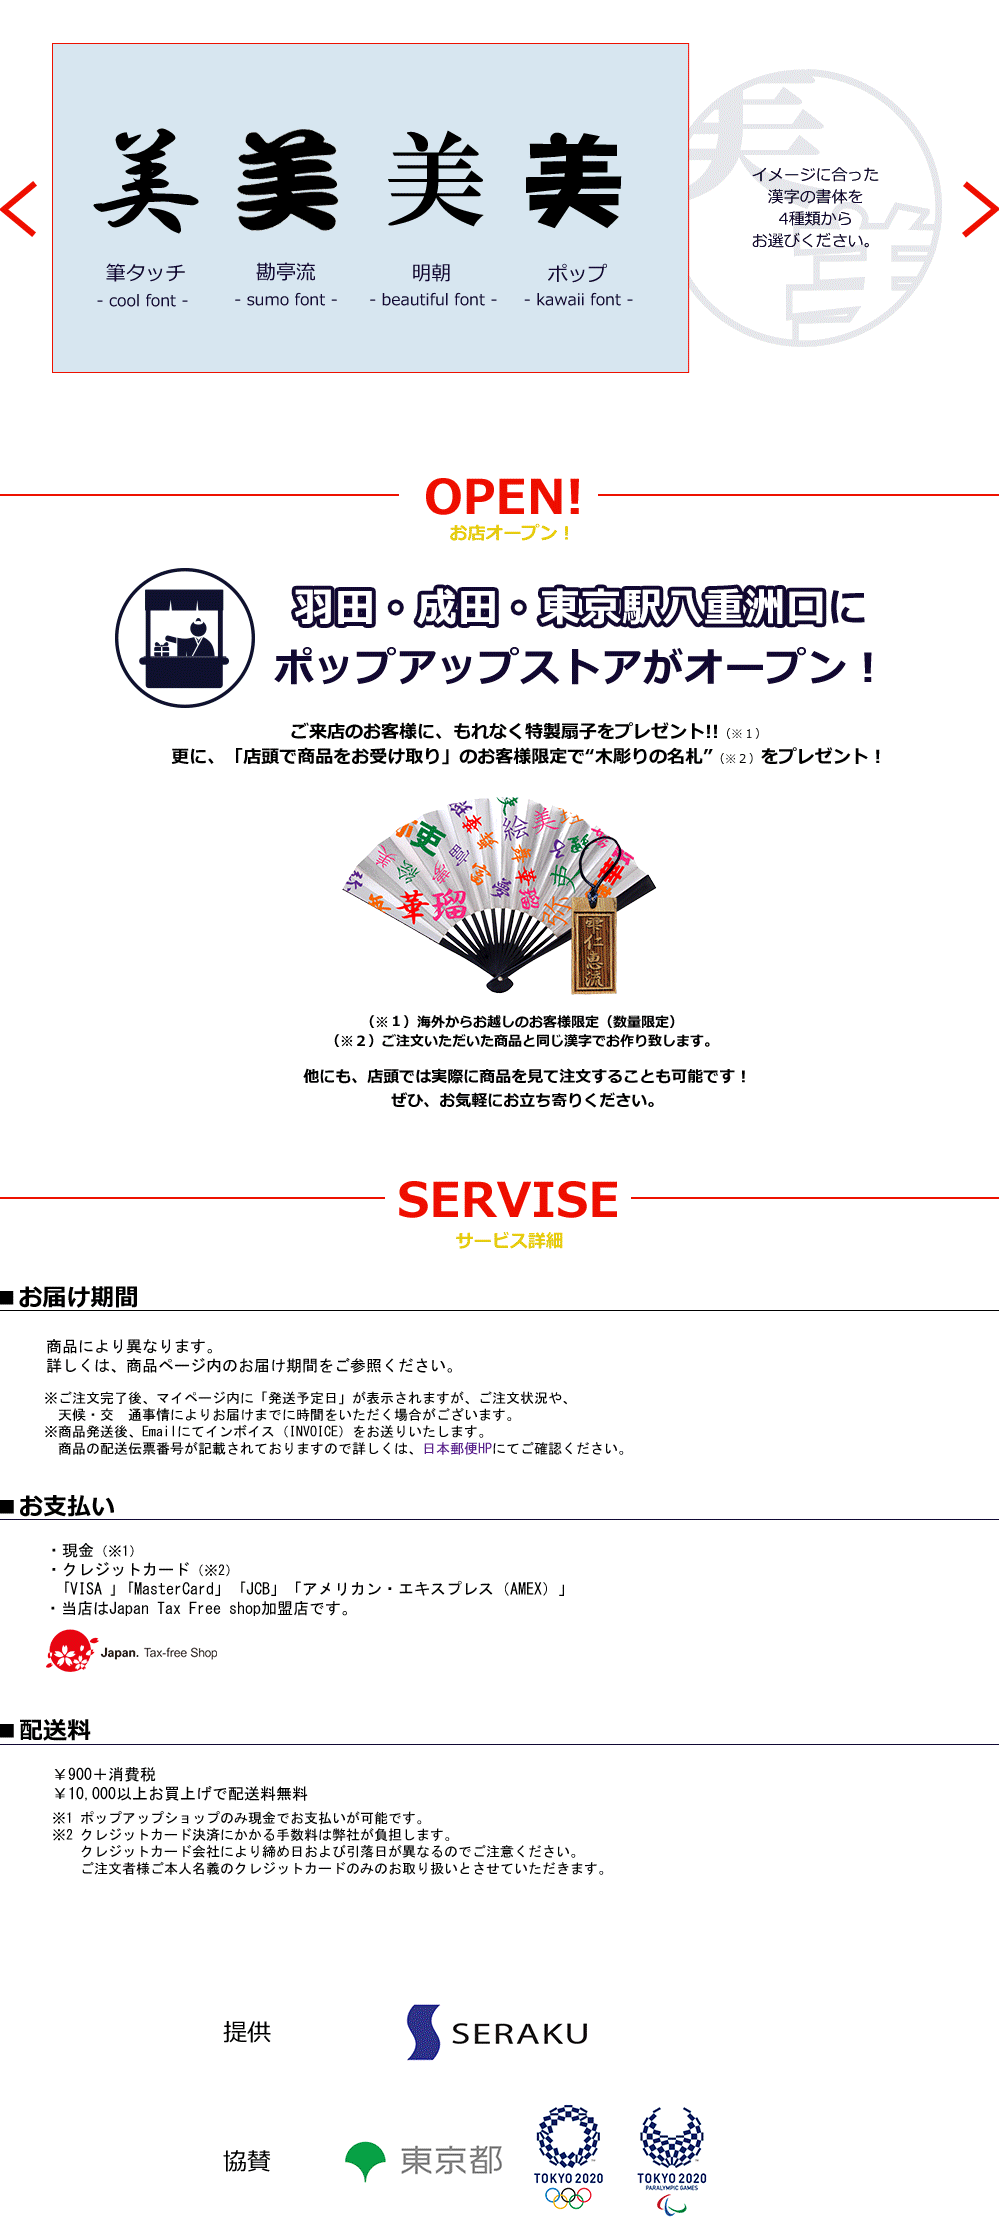 美 美 美 美
筆タッチ 勘亭流 明朝 ポップ
- cool font - - sumo font - - beautiful font - - kawaii font -
イメージに合った
漢字の書体を
4種類から
お選びください。
OPEN!
お店オープン！
羽田・成田・東京駅八重洲口に
ポップアップストアがオープン！
ご来店のお客様に、もれなく特製扇子をプレゼント!!（※１）
更に、「店頭で商品をお受け取り」のお客様限定で“木彫りの名札”（※２）をプレゼント！
（※１）海外からお越しのお客様限定（数量限定）
（※２）ご注文いただいた商品と同じ漢字でお作り致します。
他にも、店頭では実際に商品を見て注文することも可能です！
ぜひ、お気軽にお立ち寄りください。
SERVISE
サービス詳細
■お届け期間
商品により異なります。
詳しくは、商品ページ内のお届け期間をご参照ください。
※ご注文完了後、マイページ内に「発送予定日」が表示されますが、ご注文状況や、
天候・交　通事情によりお届けまでに時間をいただく場合がございます。
※商品発送後、Emailにてインボイス（INVOICE）をお送りいたします。
商品の配送伝票番号が記載されておりますので詳しくは、日本郵便HPにてご確認ください。
■お支払い
・現金（※1）
・クレジットカード（※2）
「VISA 」「MasterCard」「JCB」「アメリカン・エキスプレス（AMEX）」
・当店はJapan Tax Free shop加盟店です。
Japan. Tax-free Shop
■配送料
￥900＋消費税
￥10,000以上お買上げで配送料無料
※1 ポップアップショップのみ現金でお支払いが可能です。
※2 クレジットカード決済にかかる手数料は弊社が負担します。
クレジットカード会社により締め日および引落日が異なるのでご注意ください。
ご注文者様ご本人名義のクレジットカードのみのお取り扱いとさせていただきます。
提供 SERAKU
協賛 東京都
TOKYO 2020 TOKYO 2020
PARALYMPIC GAMES